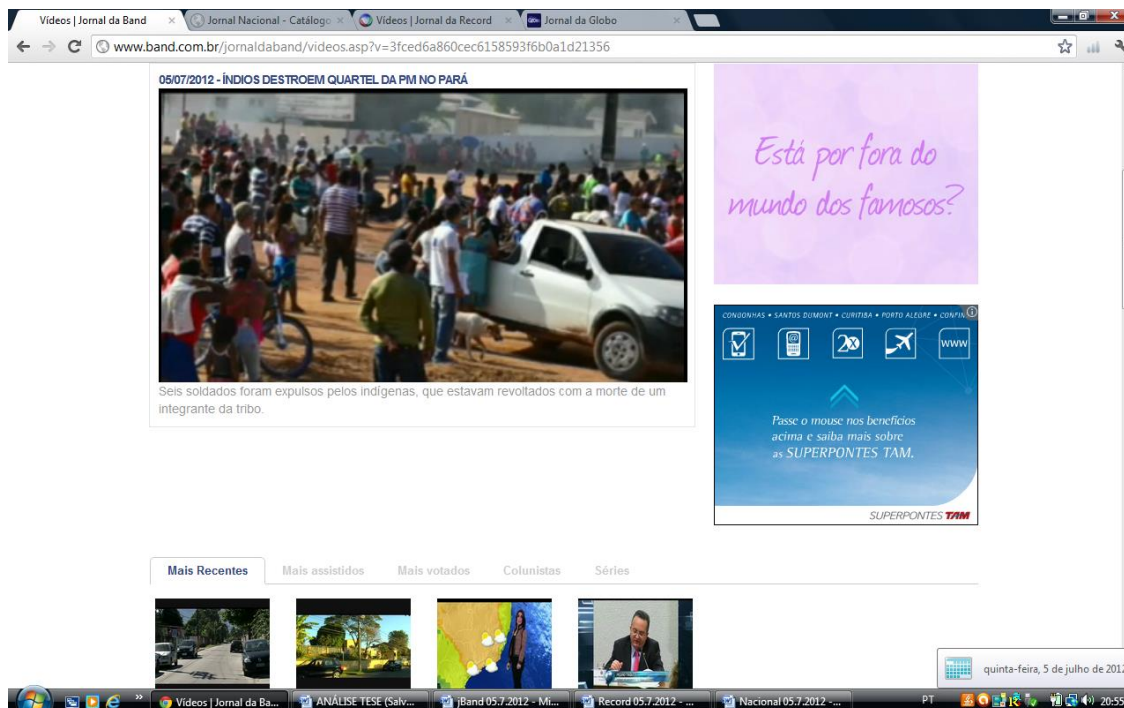 Vídeos | Jornal da Band
Jornal Nacional - Catálogo
Vídeos | Jornal da Record
Jornal da Globo
www.band.com.br/jornaldaband/videos.asp?v=3fced6a860cec6158593f6b0a1d21356
05/07/2012 - ÍNDIOS DESTROEM QUARTEL DA PM NO PARÁ
Seis soldados foram expulsos pelos indígenas, que estavam revoltados com a morte de um
integrante da tribo.
Está por fora do
mundo dos famosos?
CONGONHAS • SANTOS DUMONT • CURITIBA • PORTO ALEGRE • CONFIN
2x
www
Passe o mouse nos benefícios
acima e saiba mais sobre
as SUPERPONTES TAM.
SUPERPONTES TAM
Mais Recentes
Mais assistidos
Mais votados
Colunistas
Séries
quinta-feira, 5 de julho de 2012
Vídeos | Jornal da Ba...
ANÁLISE TESE (Salv...
jBand 05.7.2012 - Mi...
Record 05.7.2012 - ...
Nacional 05.7.2012 -...
PT
20:55